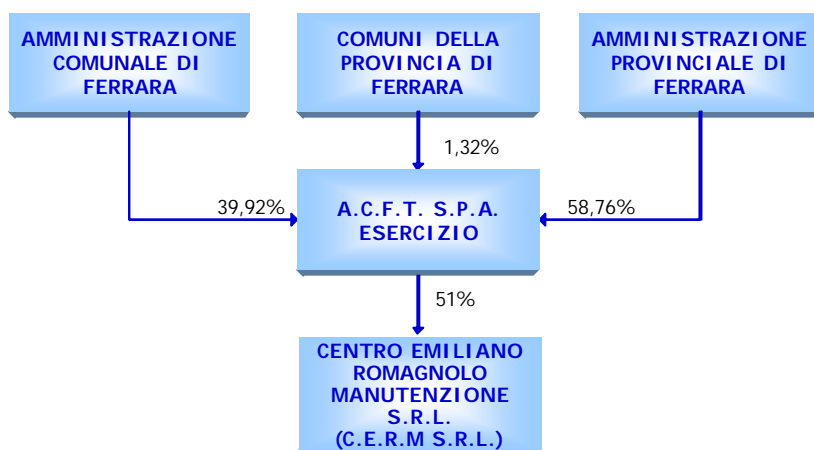 AMMINISTRAZIONE
COMUNALE DI
FERRARA
COMUNI DELLA
PROVINCIA DI
FERRARA
AMMINISTRAZIONE
PROVINCIALE DI
FERRARA
1,32%
39,92%
A.C.F.T. S.P.A.
ESERCIZIO
58,76%
51%
CENTRO EMILIANO
ROMAGNOLO
MANUTENZIONE
S.R.L.
(C.E.R.M S.R.L.)